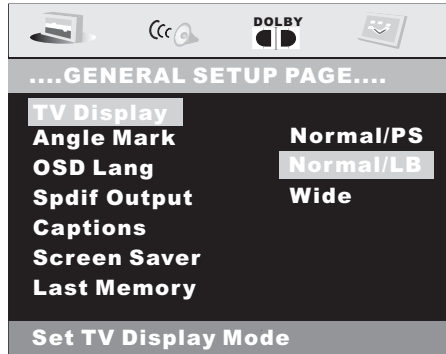 DOLBY
....GENERAL SETUP PAGE....
TV Display
Angle Mark
OSD Lang
Spdif Output
Captions
Screen Saver
Last Memory
Normal/PS
Normal/LB
Wide
Set TV Display Mode